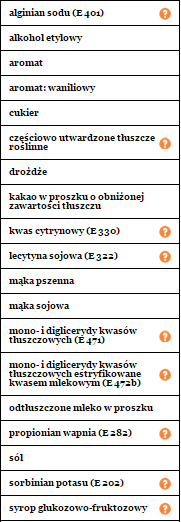 alginian sodu (E 401)
alkohol etylowy
aromat
aromat: waniliowy
cukier
częściowo utwardzone tłuszcze
roślinne
drożdże
kakao w proszku o obniżonej
zawartości tłuszczu
kwas cytrynowy (E 330)
lecytyna sojowa (E 322)
mąka pszenna
mąka sojowa
mono- i diglicerydy kwasów
tłuszczowych (E 471)
mono- i diglicerydy kwasów
tłuszczowych estryfikowane
kwasem mlekowym (E 472b)
odtłuszczone mleko w proszku
propionian wapnia (E 282)
sól
sorbinian potasu (E 202)
syrop glukozowo-fruktozowy